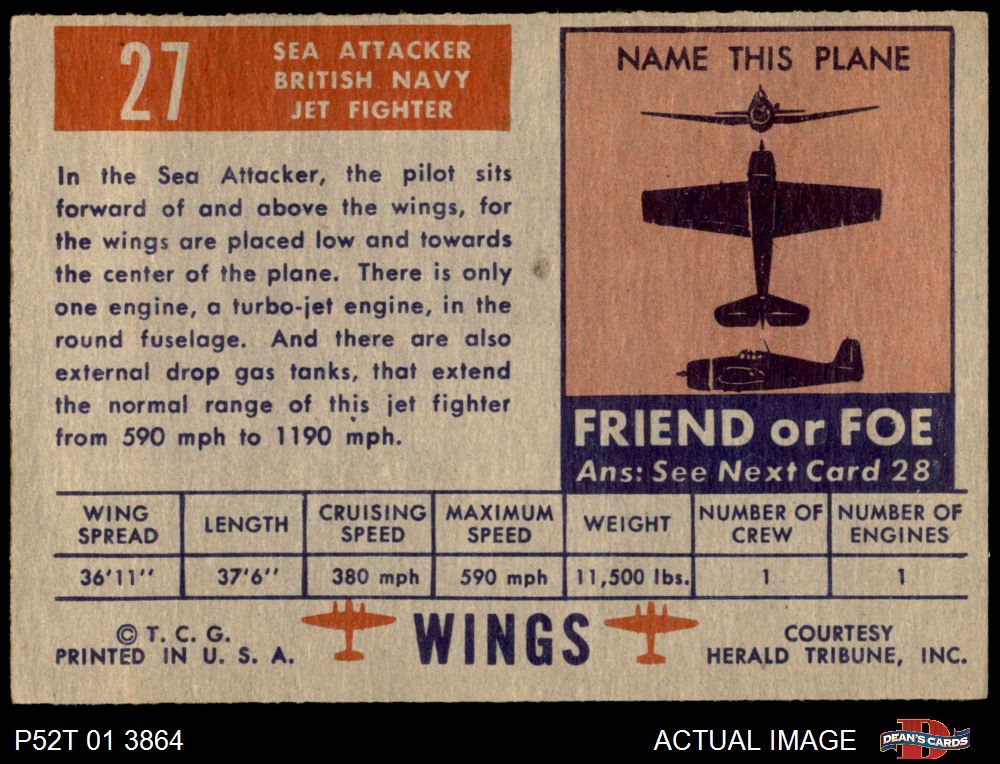 27
SEA ATTACKER
BRITISH NAVY
JET FIGHTER
In the Sea Attacker, the pilot sits
forward of and above the wings, for
the wings are placed low and towards
the center of the plane. There is only
one engine, a turbo-jet engine, in the
round fuselage. And there are also
external drop gas tanks, that extend
the normal range of this jet fighter
from 590 mph to 1190 mph.
NAME THIS PLANE
FRIEND or FOE
Ans: See Next Card 28
WING SPREAD LENGTH CRUISING SPEED MAXIMUM SPEED WEIGHT NUMBER OF CREW NUMBER OF ENGINES
36'11'' 37'6'' 380 mph 590 mph 11,500 lbs. 1 1
© T. C. G.
PRINTED IN U. S. A.
WINGS
COURTESY
HERALD TRIBUNE, INC.
P52T 01 3864
ACTUAL IMAGE
D
DEAN'S CARDS